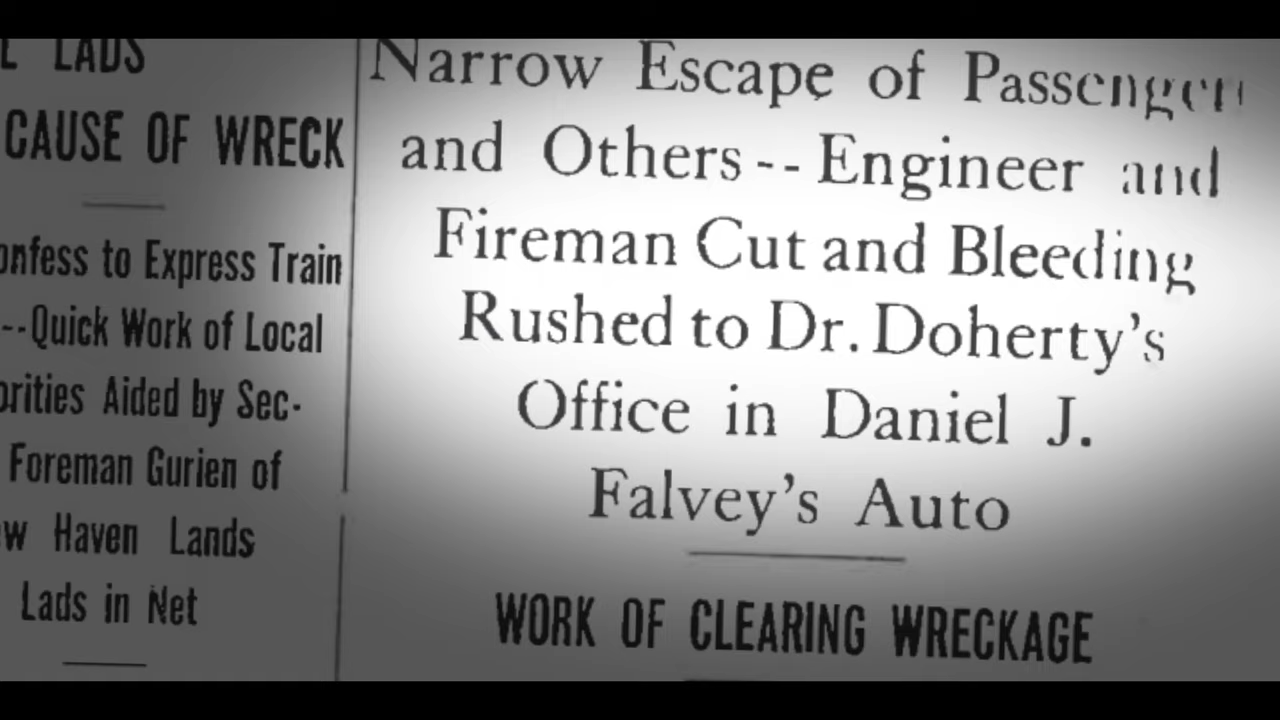 LADS
CAUSE OF WRECK
onfess to Express Train
--Quick Work of Local
orities Aided by Sec-
Foreman Gurien of
w Haven Lands
Lads in Net
Narrow Escape of Passenger
and Others -- Engineer and
Fireman Cut and Bleeding
Rushed to Dr. Doherty's
Office in Daniel J.
Falvey's Auto
WORK OF CLEARING WRECKAGE